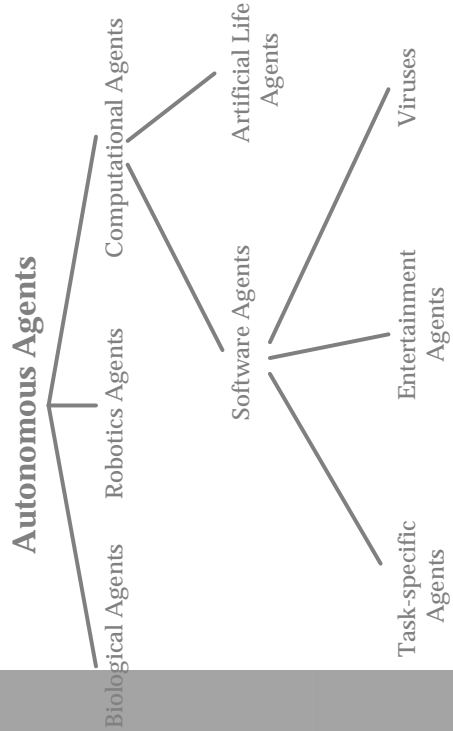 Autonomous Agents
Biological Agents
Robotics Agents
Computational Agents
Software Agents
Artificial Life
Agents
Task-specific
Agents
Entertainment
Agents
Viruses